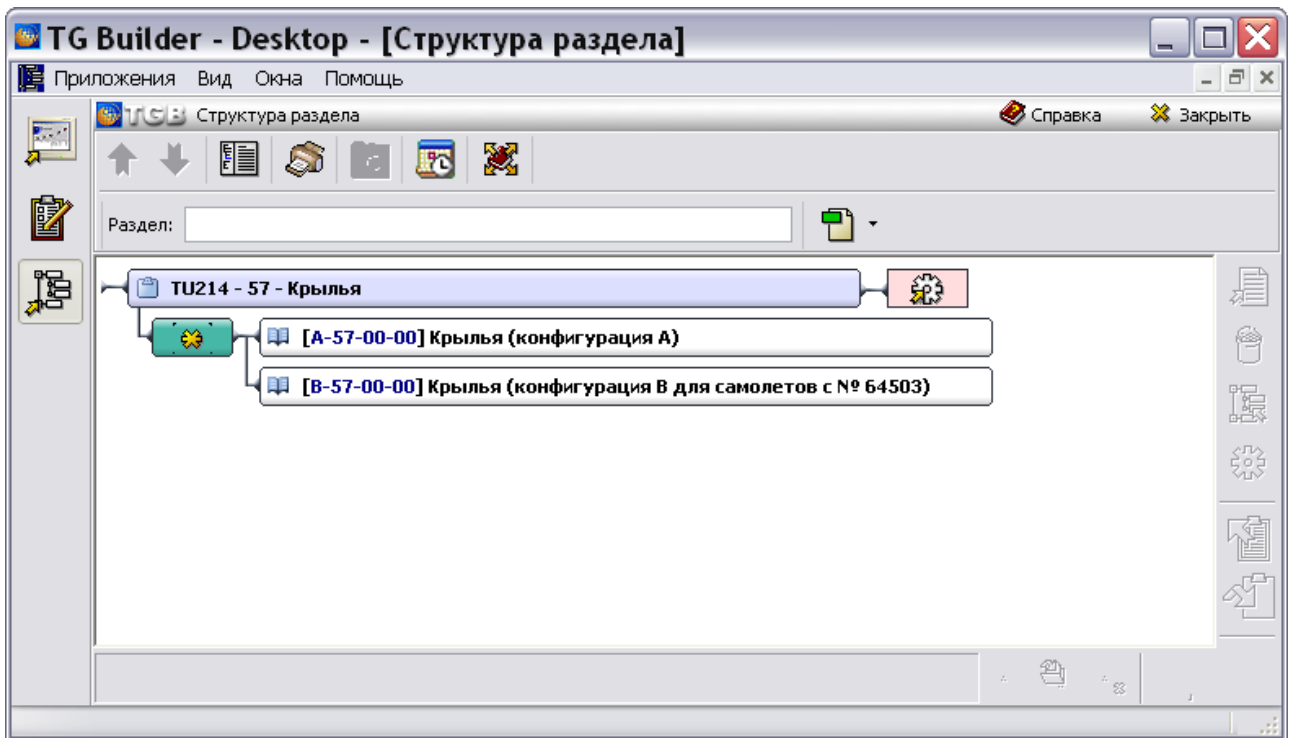 TG Builder - Desktop - [Структура раздела]
Приложения Вид Окна Помощь
TGB Структура раздела Справка Закрыть
Раздел:
TU214 - 57 - Крылья
[A-57-00-00] Крылья (конфигурация А)
[B-57-00-00] Крылья (конфигурация В для самолетов с № 64503)